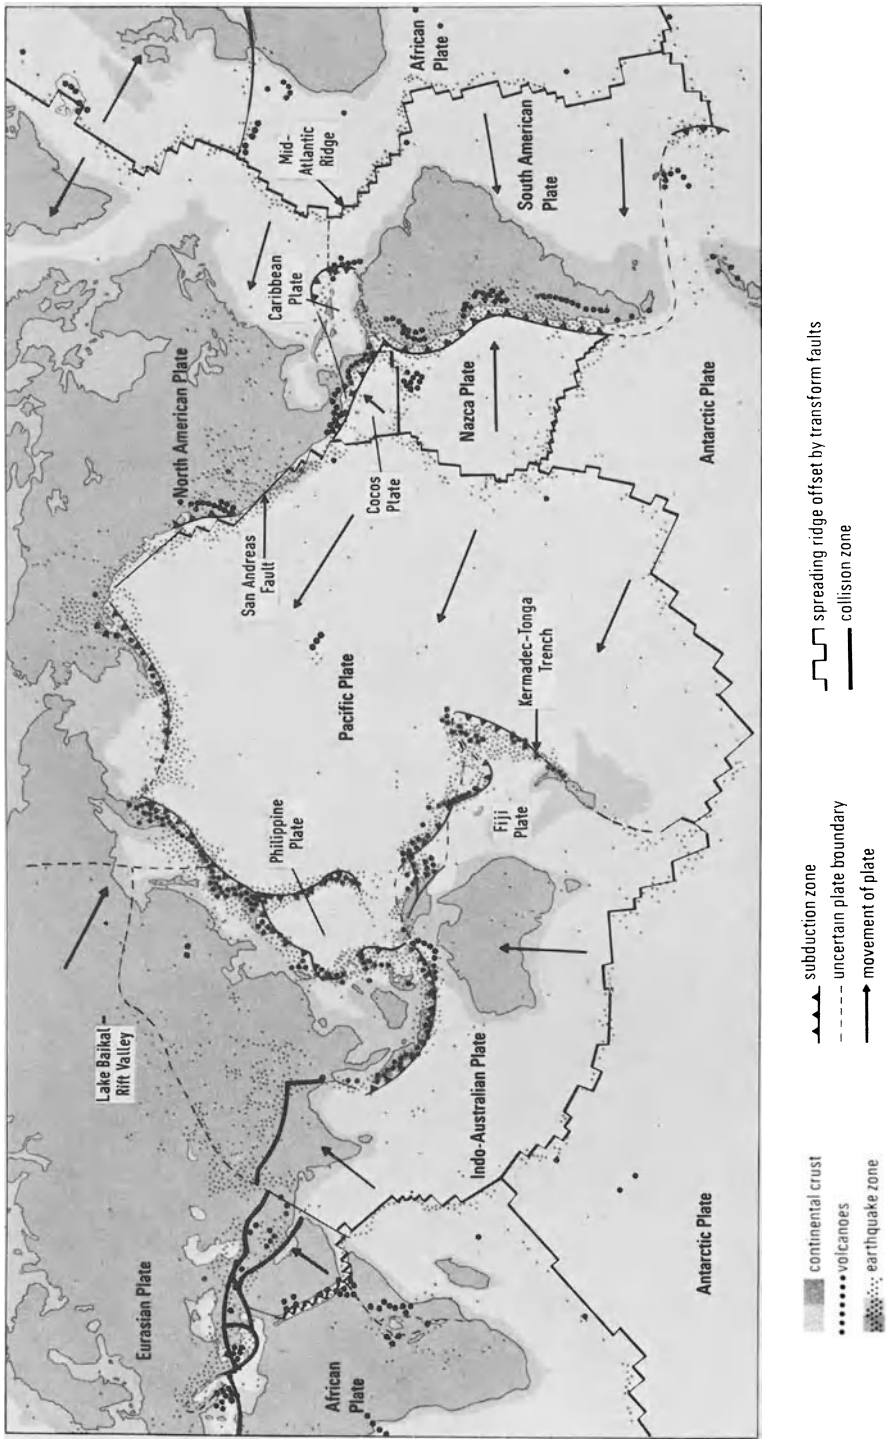 Eurasian Plate
Lake Baikal–
Rift Valley
North American Plate
San Andreas
Fault
Caribbean
Plate
Mid-
Atlantic
Ridge
African
Plate
African
Plate
Philippine
Plate
Pacific Plate
Cocos
Plate
Nazca Plate
South American
Plate
Indo-Australian Plate
Fiji
Plate
Kermadec-Tonga
Trench
Antarctic Plate
Antarctic Plate
continental crust
volcanoes
earthquake zone
subduction zone
uncertain plate boundary
movement of plate
spreading ridge offset by transform faults
collision zone